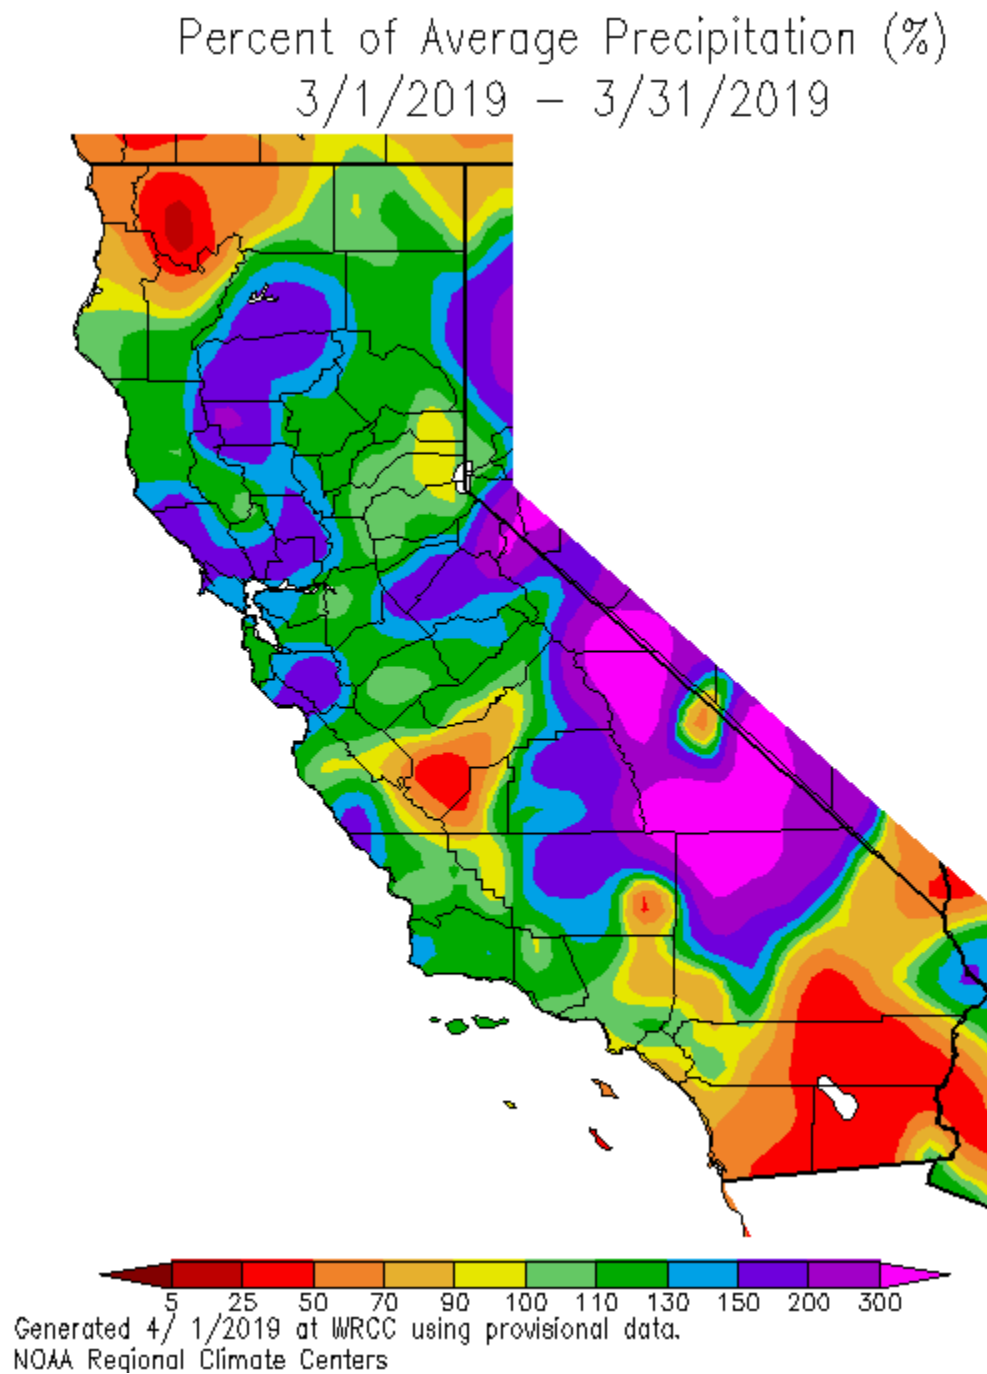 Percent of Average Precipitation (%)
3/1/2019 – 3/31/2019
5 25 50 70 90 100 110 130 150 200 300
Generated 4/ 1/2019 at WRCC using provisional data.
NOAA Regional Climate Centers